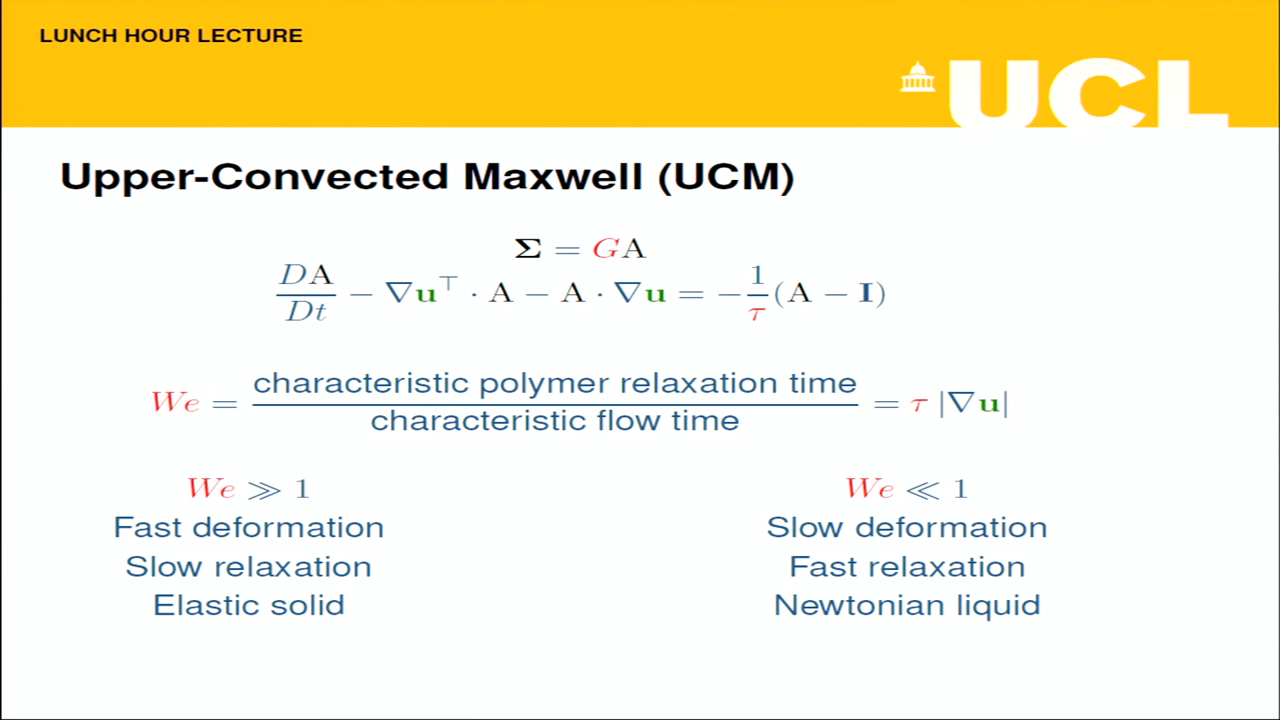 LUNCH HOUR LECTURE
UCL
Upper-Convected Maxwell (UCM)
Σ = GA
DA/Dt − ∇u⊤ · A − A · ∇u = −1/τ (A − I)
We = characteristic polymer relaxation time / characteristic flow time = τ |∇u|
We ≫ 1
Fast deformation
Slow relaxation
Elastic solid
We ≪ 1
Slow deformation
Fast relaxation
Newtonian liquid